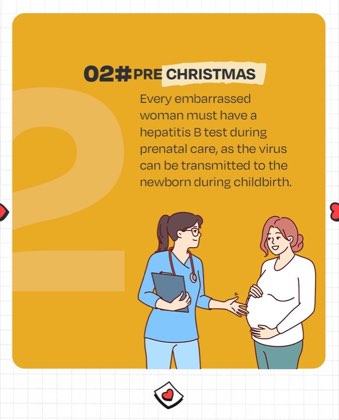 02# PRE CHRISTMAS
Every embarrassed
woman must have a
hepatitis B test during
prenatal care, as the virus
can be transmitted to the
newborn during childbirth.
2